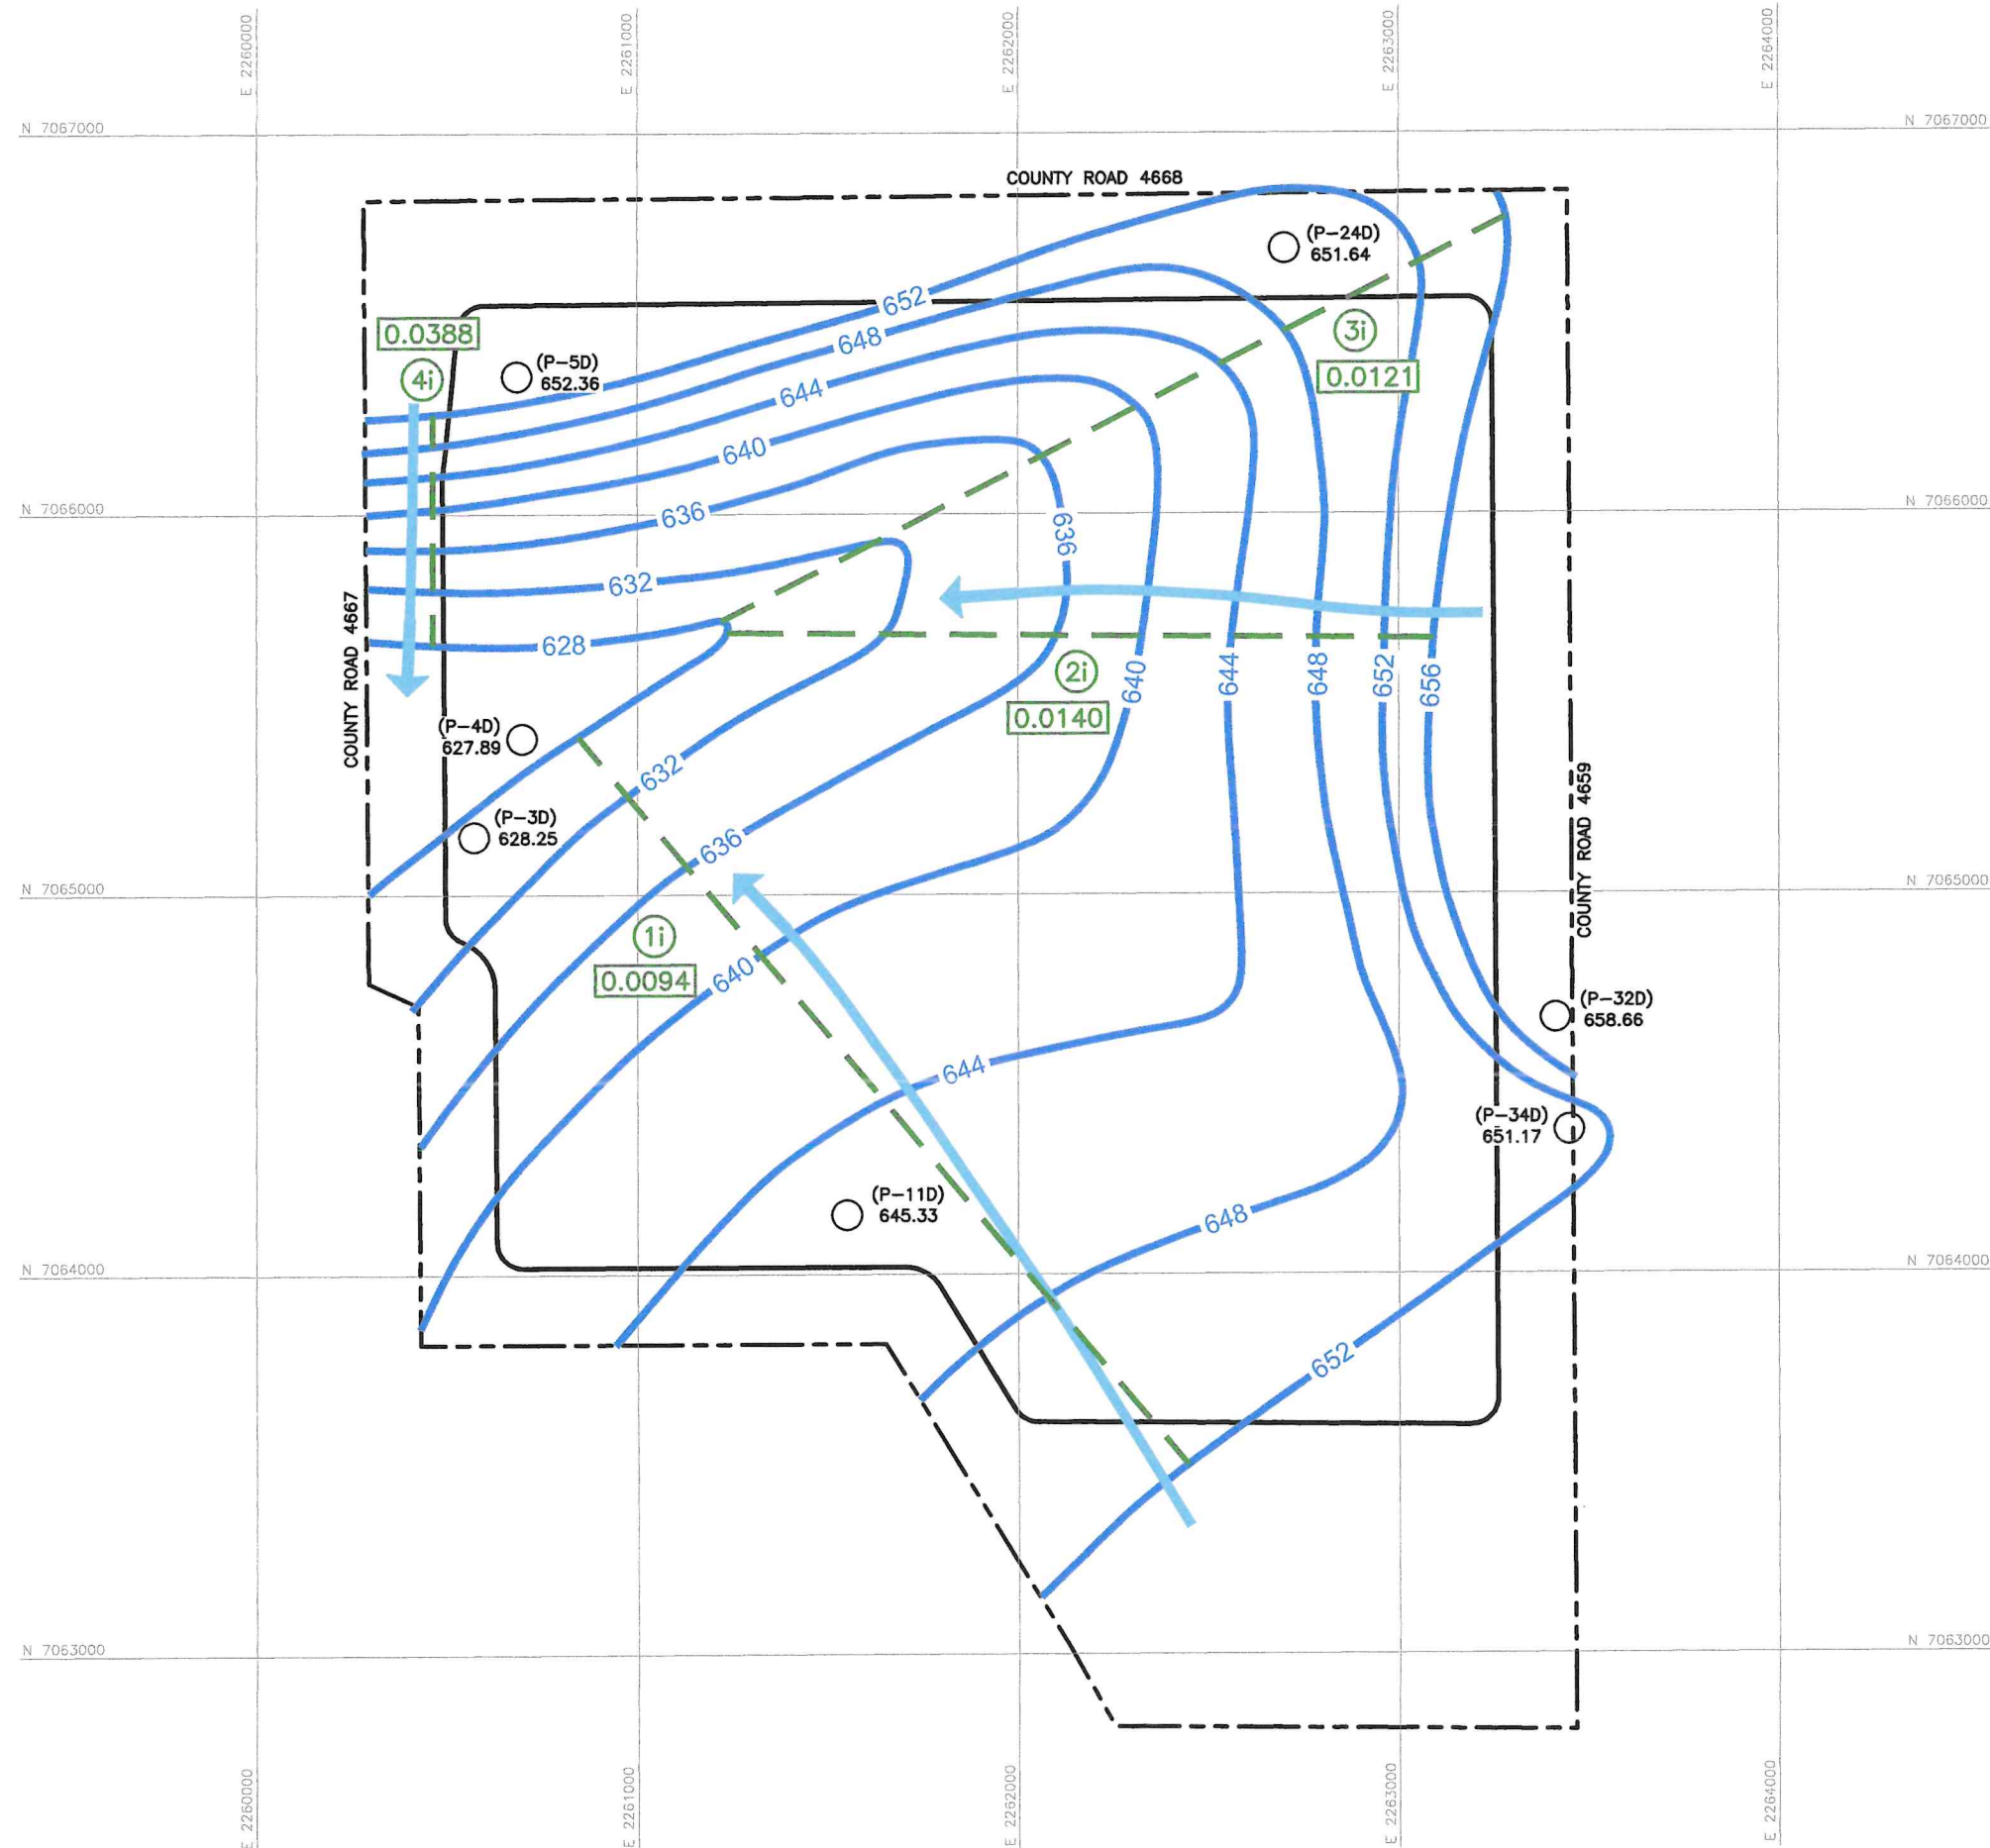 E 2260000
E 2261000
E 2262000
E 2263000
E 2264000
N 7067000
N 7067000
COUNTY ROAD 4668
(P-24D)
651.64
652
0.0388
648
3i
(P-5D)
652.36
0.0121
4i
644
640
N 7066000
N 7066000
636
636
632
COUNTY ROAD 4667
628
2i
640
644
648
652
656
0.0140
(P-4D)
627.89
632
(P-3D)
628.25
636
COUNTY ROAD 4659
N 7065000
N 7065000
1i
640
0.0094
(P-32D)
658.66
644
(P-34D)
651.17
(P-11D)
645.33
648
N 7064000
N 7064000
652
N 7063000
N 7063000
E 2260000
E 2261000
E 2262000
E 2263000
E 2264000